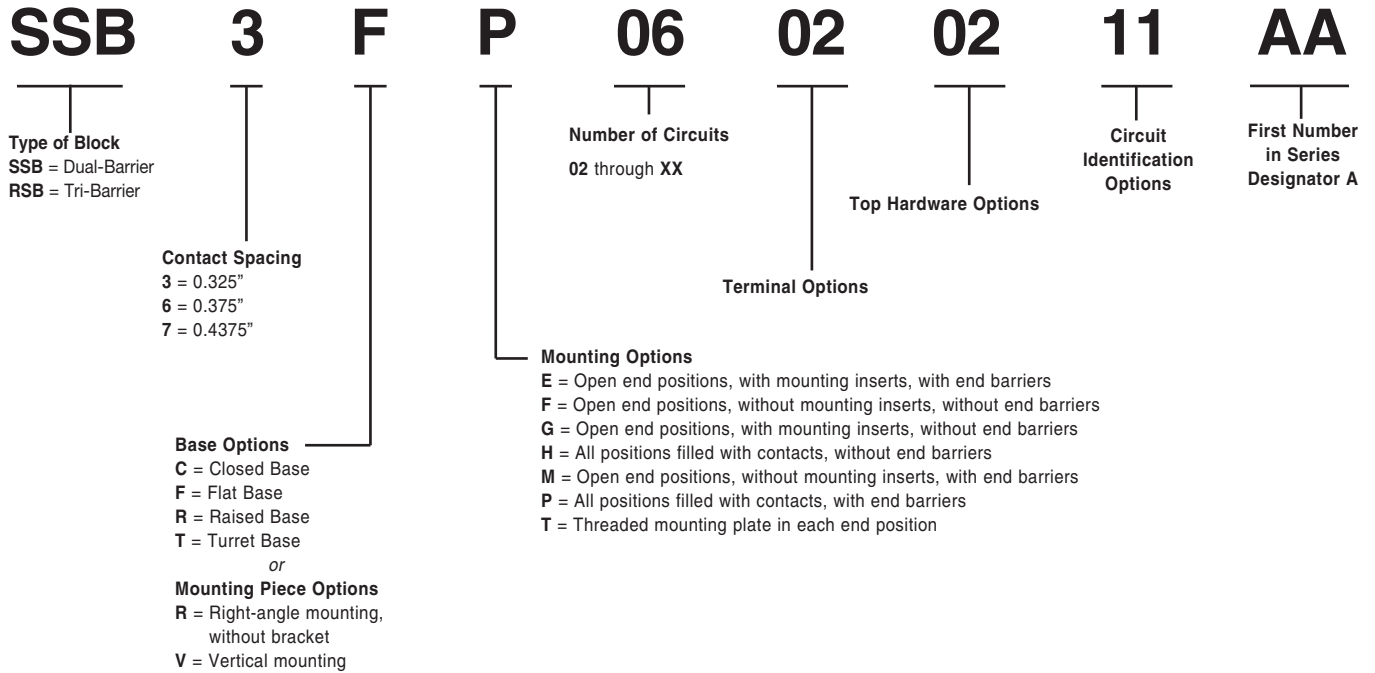 SSB 3 F P 06 02 02 11 AA
Type of Block
SSB = Dual-Barrier
RSB = Tri-Barrier
Contact Spacing
3 = 0.325”
6 = 0.375”
7 = 0.4375”
Base Options
C = Closed Base
F = Flat Base
R = Raised Base
T = Turret Base
or
Mounting Piece Options
R = Right-angle mounting,
without bracket
V = Vertical mounting
Mounting Options
E = Open end positions, with mounting inserts, with end barriers
F = Open end positions, without mounting inserts, without end barriers
G = Open end positions, with mounting inserts, without end barriers
H = All positions filled with contacts, without end barriers
M = Open end positions, without mounting inserts, with end barriers
P = All positions filled with contacts, with end barriers
T = Threaded mounting plate in each end position
Number of Circuits
02 through XX
Terminal Options
Top Hardware Options
Circuit
Identification
Options
First Number
in Series
Designator A